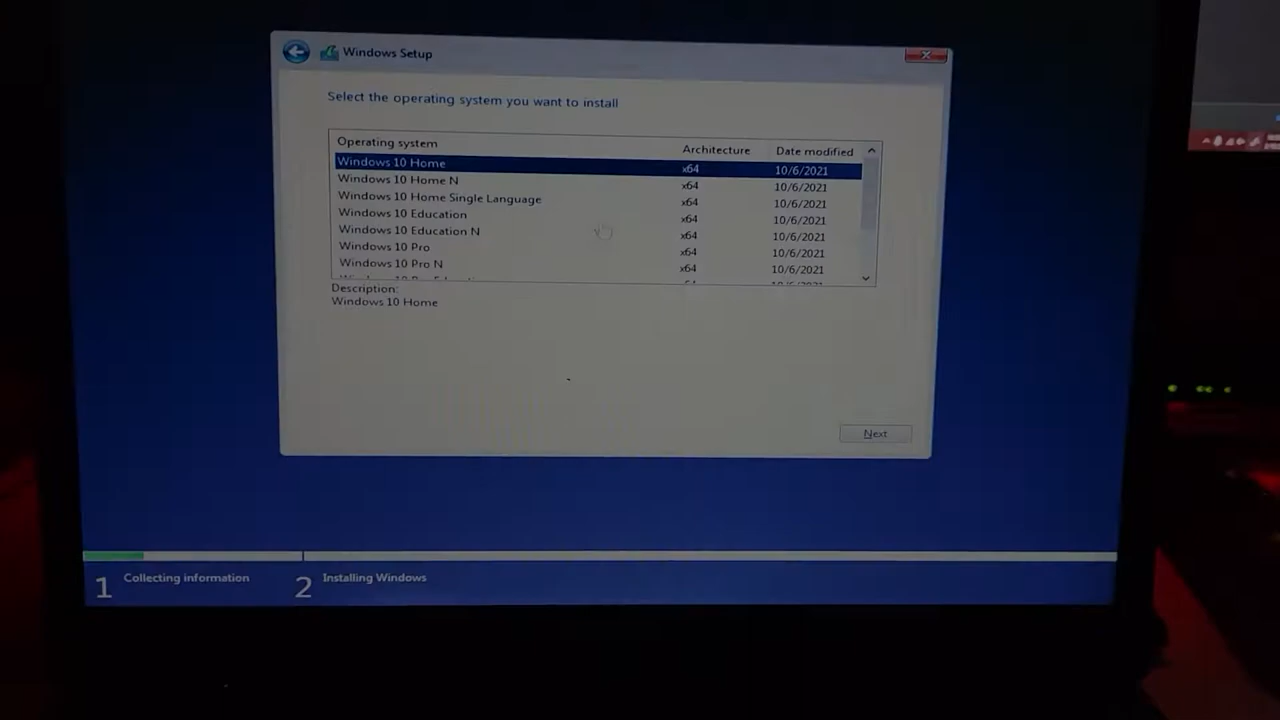 Windows Setup
Select the operating system you want to install
Operating system Architecture Date modified
Windows 10 Home x64 10/6/2021
Windows 10 Home N x64 10/6/2021
Windows 10 Home Single Language x64 10/6/2021
Windows 10 Education x64 10/6/2021
Windows 10 Education N x64 10/6/2021
Windows 10 Pro x64 10/6/2021
Windows 10 Pro N x64 10/6/2021
Description:
Windows 10 Home
Next
1 Collecting information 2 Installing Windows